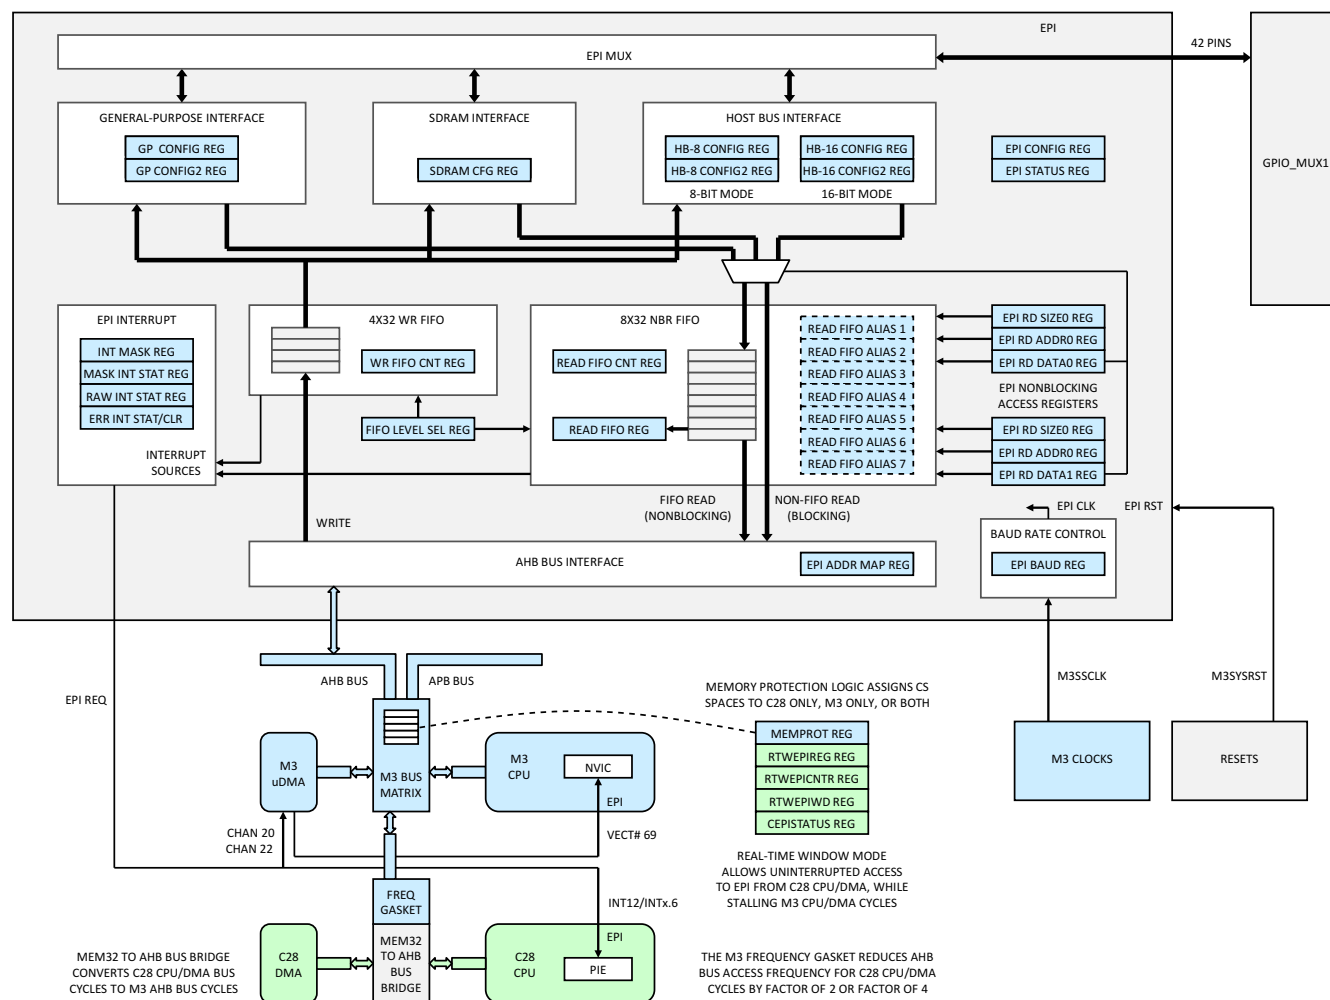 EPI
EPI MUX
42 PINS
GPIO_MUX1
GENERAL-PURPOSE INTERFACE
GP CONFIG REG
GP CONFIG2 REG
SDRAM INTERFACE
SDRAM CFG REG
HOST BUS INTERFACE
HB-8 CONFIG REG
HB-8 CONFIG2 REG
8-BIT MODE
HB-16 CONFIG REG
HB-16 CONFIG2 REG
16-BIT MODE
EPI CONFIG REG
EPI STATUS REG
EPI INTERRUPT
INT MASK REG
MASK INT STAT REG
RAW INT STAT REG
ERR INT STAT/CLR
INTERRUPT
SOURCES
4X32 WR FIFO
WR FIFO CNT REG
FIFO LEVEL SEL REG
8X32 NBR FIFO
READ FIFO CNT REG
READ FIFO REG
READ FIFO ALIAS 1
READ FIFO ALIAS 2
READ FIFO ALIAS 3
READ FIFO ALIAS 4
READ FIFO ALIAS 5
READ FIFO ALIAS 6
READ FIFO ALIAS 7
EPI RD SIZE0 REG
EPI RD ADDR0 REG
EPI RD DATA0 REG
EPI NONBLOCKING
ACCESS REGISTERS
EPI RD SIZE0 REG
EPI RD ADDR0 REG
EPI RD DATA1 REG
WRITE
FIFO READ
(NONBLOCKING)
NON-FIFO READ
(BLOCKING)
EPI CLK
EPI RST
BAUD RATE CONTROL
EPI BAUD REG
AHB BUS INTERFACE
EPI ADDR MAP REG
AHB BUS
APB BUS
EPI REQ
M3SSCLK
M3SYSRST
MEMORY PROTECTION LOGIC ASSIGNS CS
SPACES TO C28 ONLY, M3 ONLY, OR BOTH
MEMPROT REG
RTWEPIREG REG
RTWEPICNTR REG
RTWEPIWD REG
CEPISTATUS REG
M3 CLOCKS
RESETS
M3
uDMA
M3 BUS
MATRIX
M3
CPU
NVIC
EPI
CHAN 20
CHAN 22
VECT# 69
REAL-TIME WINDOW MODE
ALLOWS UNINTERRUPTED ACCESS
TO EPI FROM C28 CPU/DMA, WHILE
STALLING M3 CPU/DMA CYCLES
FREQ
GASKET
INT12/INTx.6
MEM32 TO AHB BUS BRIDGE
CONVERTS C28 CPU/DMA BUS
CYCLES TO M3 AHB BUS CYCLES
C28
DMA
MEM32
TO AHB
BUS
BRIDGE
C28
CPU
EPI
PIE
THE M3 FREQUENCY GASKET REDUCES AHB
BUS ACCESS FREQUENCY FOR C28 CPU/DMA
CYCLES BY FACTOR OF 2 OR FACTOR OF 4